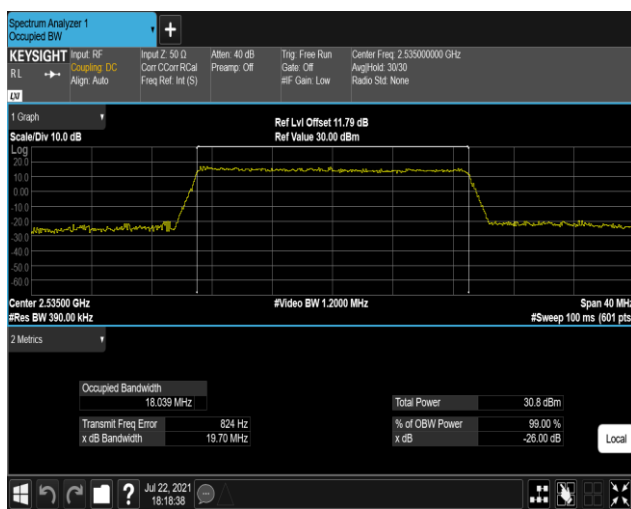 Spectrum Analyzer 1
Occupied BW
+
KEYSIGHT Input: RF Input Z: 50 Ω Atten: 40 dB Trig: Free Run Center Freq: 2.535000000 GHz
RL Coupling: DC Corr CCorr RCal Preamp: Off Gate: Off Avg|Hold: 30/30
Align: Auto Freq Ref: Int (S) #IF Gain: Low Radio Std: None
LXI
1 Graph
Ref Lvl Offset 11.79 dB
Scale/Div 10.0 dB Ref Value 30.00 dBm
Log
20.0
10.0
0.00
-10.0
-20.0
-30.0
-40.0
-50.0
-60.0
Center 2.53500 GHz #Video BW 1.2000 MHz Span 40 MHz
#Res BW 390.00 kHz #Sweep 100 ms (601 pts
2 Metrics
Occupied Bandwidth
18.039 MHz Total Power 30.8 dBm
Transmit Freq Error 824 Hz % of OBW Power 99.00 %
x dB Bandwidth 19.70 MHz x dB -26.00 dB
Local
? Jul 22, 2021
18:18:38